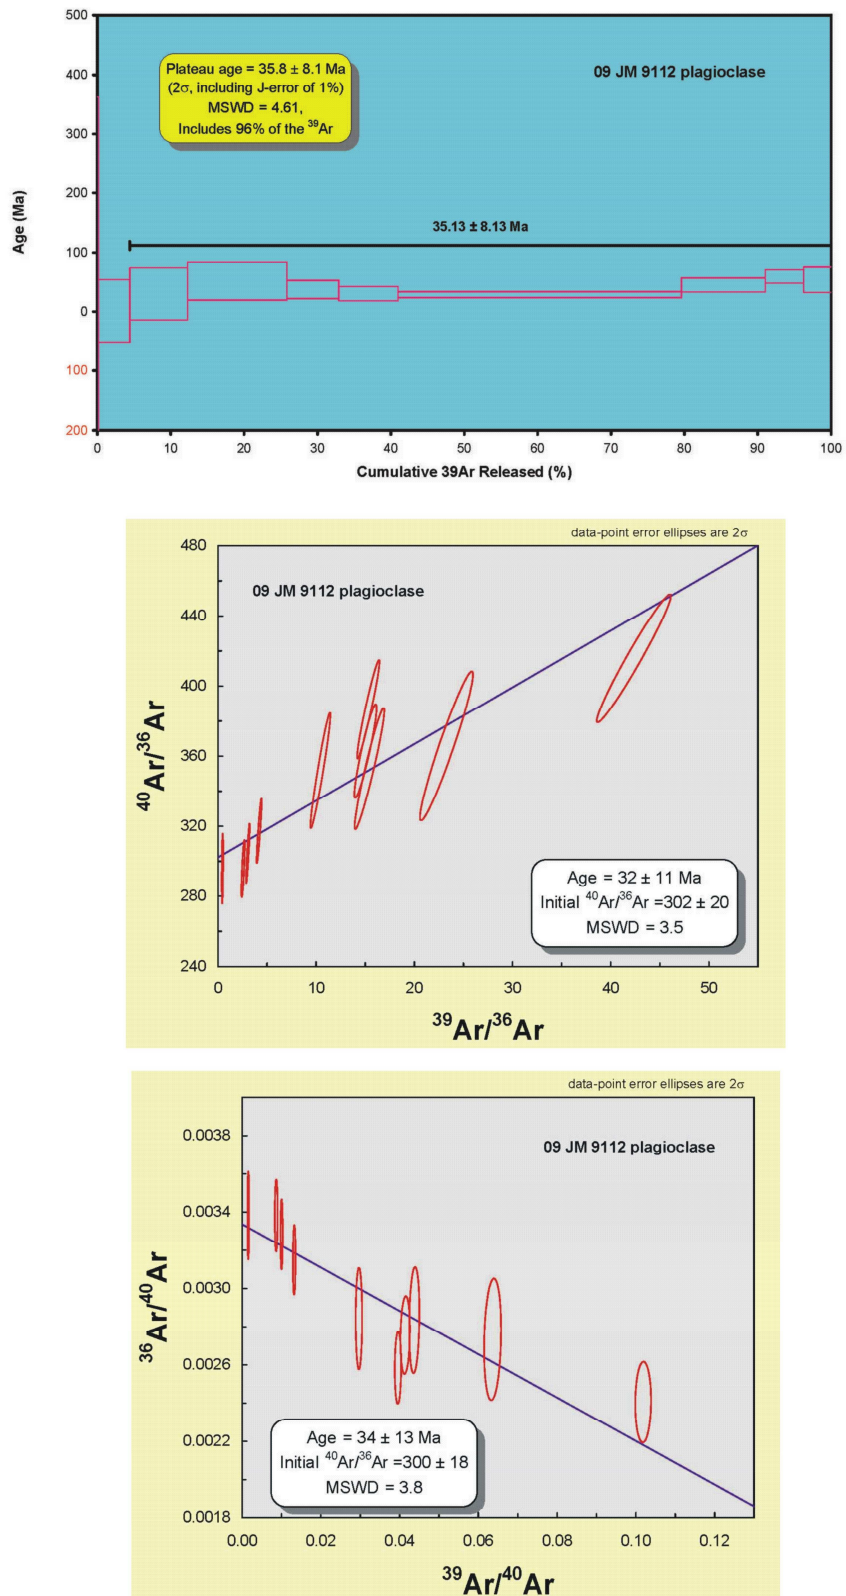 500
Plateau age = 35.8 ± 8.1 Ma
(2σ, including J-error of 1%)
MSWD = 4.61,
Includes 96% of the ³⁹Ar
09 JM 9112 plagioclase
400
300
200
35.13 ± 8.13 Ma
100
0
100
200
Age (Ma)
0 10 20 30 40 50 60 70 80 90 100
Cumulative 39Ar Released (%)
data-point error ellipses are 2σ
480
09 JM 9112 plagioclase
440
400
360
320
280
240
⁴⁰Ar/³⁶Ar
Age = 32 ± 11 Ma
Initial ⁴⁰Ar/³⁶Ar =302 ± 20
MSWD = 3.5
0 10 20 30 40 50
³⁹Ar/³⁶Ar
data-point error ellipses are 2σ
0.0038
09 JM 9112 plagioclase
0.0034
0.0030
0.0026
0.0022
0.0018
³⁶Ar/⁴⁰Ar
Age = 34 ± 13 Ma
Initial ⁴⁰Ar/³⁶Ar =300 ± 18
MSWD = 3.8
0.00 0.02 0.04 0.06 0.08 0.10 0.12
³⁹Ar/⁴⁰Ar